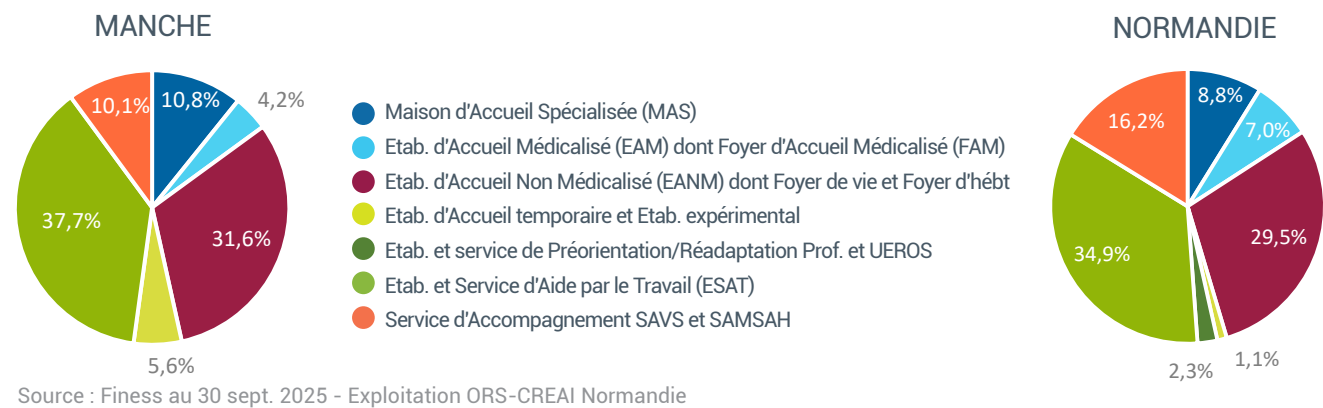 MANCHE
10,1%
10,8%
4,2%
37,7%
31,6%
5,6%
Maison d'Accueil Spécialisée (MAS)
Etab. d'Accueil Médicalisé (EAM) dont Foyer d'Accueil Médicalisé (FAM)
Etab. d'Accueil Non Médicalisé (EANM) dont Foyer de vie et Foyer d'hébt
Etab. d'Accueil temporaire et Etab. expérimental
Etab. et service de Préorientation/Réadaptation Prof. et UEROS
Etab. et Service d'Aide par le Travail (ESAT)
Service d'Accompagnement SAVS et SAMSAH
NORMANDIE
8,8%
16,2%
7,0%
29,5%
34,9%
1,1%
2,3%
Source : Finess au 30 sept. 2025 - Exploitation ORS-CREAI Normandie